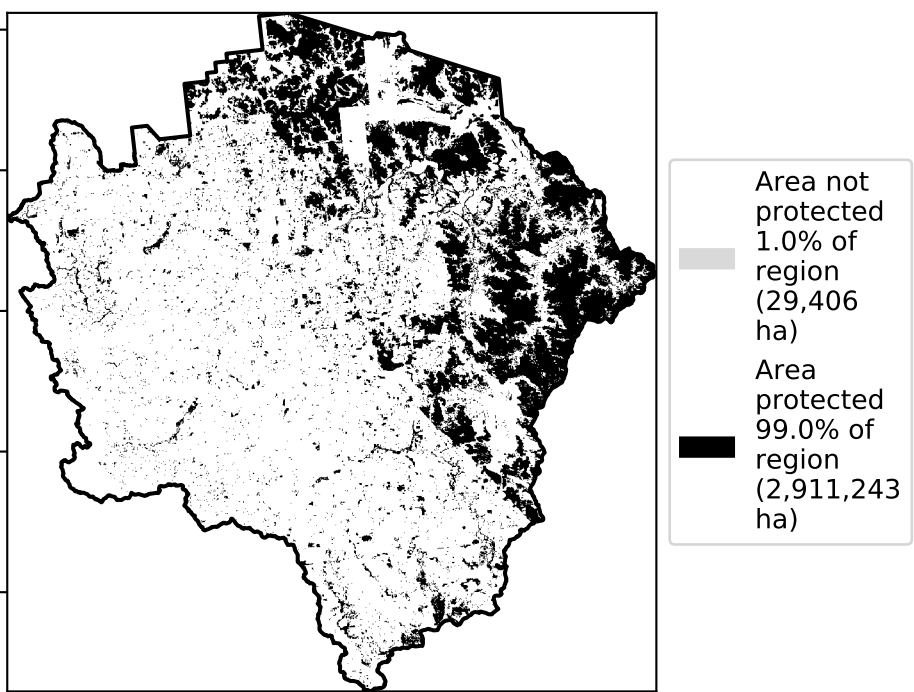 Area not
protected
1.0% of
region
(29,406
ha)
Area
protected
99.0% of
region
(2,911,243
ha)